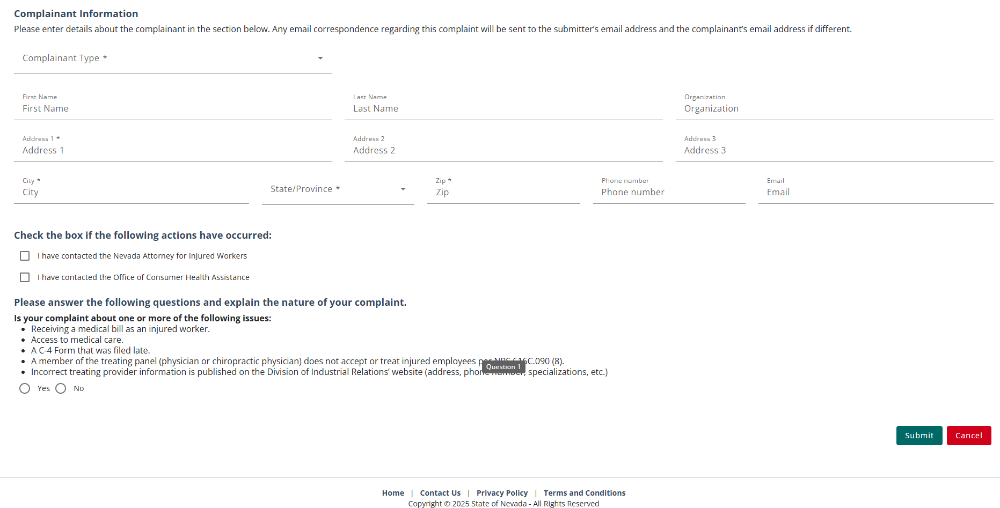 Complainant Information
Please enter details about the complainant in the section below. Any email correspondence regarding this complaint will be sent to the submitter’s email address and the complainant’s email address if different.
Complainant Type *
First Name
First Name
Last Name
Last Name
Organization
Organization
Address 1 *
Address 1
Address 2
Address 2
Address 3
Address 3
City *
City
State/Province *
Zip *
Zip
Phone number
Phone number
Email
Email
Check the box if the following actions have occurred:
I have contacted the Nevada Attorney for Injured Workers
I have contacted the Office of Consumer Health Assistance
Please answer the following questions and explain the nature of your complaint.
Is your complaint about one or more of the following issues:
• Receiving a medical bill as an injured worker.
• Access to medical care.
• A C-4 Form that was filed late.
• A member of the treating panel (physician or chiropractic physician) does not accept or treat injured employees per NRS 616C.090 (8).
Question 1
• Incorrect treating provider information is published on the Division of Industrial Relations’ website (address, phone number, specializations, etc.)
Yes No
Submit Cancel
Home | Contact Us | Privacy Policy | Terms and Conditions
Copyright © 2025 State of Nevada - All Rights Reserved